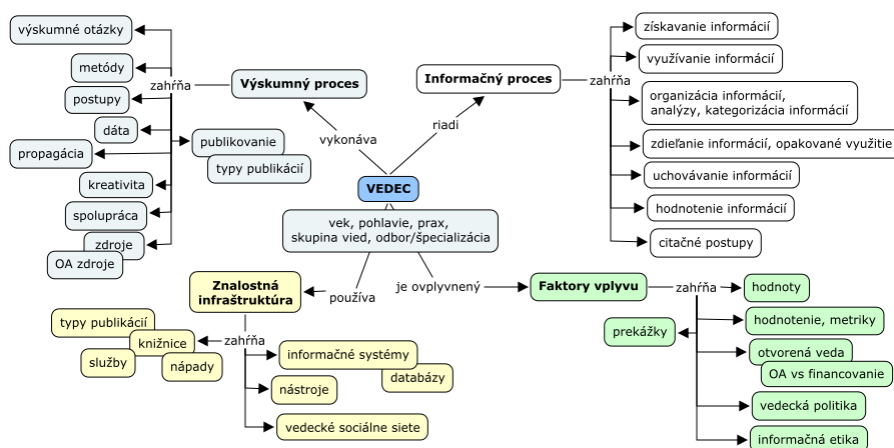 výskumné otázky
metódy
postupy
dáta
propagácia
kreativita
spolupráca
zdroje
OA zdroje
zahŕňa
Výskumný proces
publikovanie
typy publikácií
vykonáva
Informačný proces
riadi
zahŕňa
získavanie informácií
využívanie informácií
organizácia informácií,
analýzy, kategorizácia informácií
zdieľanie informácií, opakované využitie
uchovávanie informácií
hodnotenie informácií
citačné postupy
VEDEC
vek, pohlavie, prax,
skupina vied, odbor/špecializácia
používa
je ovplyvnený
Znalostná
infraštruktúra
zahŕňa
typy publikácií
knižnice
služby
nápady
informačné systémy
databázy
nástroje
vedecké sociálne siete
Faktory vplyvu
zahŕňa
prekážky
hodnoty
hodnotenie, metriky
otvorená veda
OA vs financovanie
vedecká politika
informačná etika